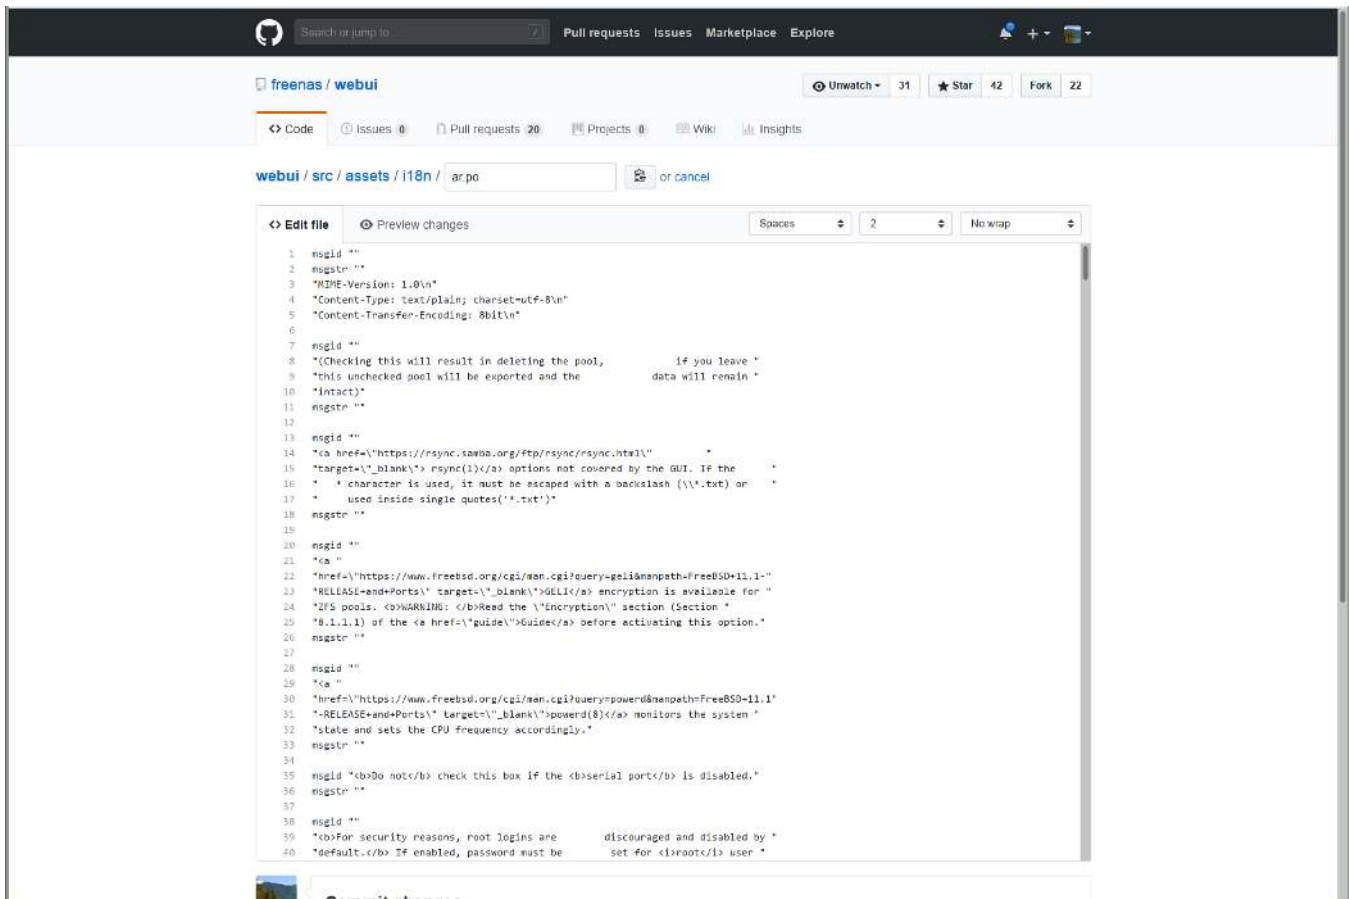 Search or jump to... /
Pull requests Issues Marketplace Explore
freenas / webui
Unwatch 31 Star 42 Fork 22
<> Code Issues 0 Pull requests 20 Projects 0 Wiki Insights
webui / src / assets / i18n / ar.po or cancel
<> Edit file Preview changes Spaces 2 No wrap
1 msgid ""
2 msgstr ""
3 "MIME-Version: 1.0\n"
4 "Content-Type: text/plain; charset=utf-8\n"
5 "Content-Transfer-Encoding: 8bit\n"
6
7 msgid ""
8 "(Checking this will result in deleting the pool,             if you leave "
9 "this unchecked pool will be exported and the             data will remain "
10 "intact)"
11 msgstr ""
12
13 msgid ""
14 "<a href=\"https://rsync.samba.org/ftp/rsync/rsync.html\"          "
15 "target=\"_blank\"> rsync(1)</a> options not covered by the GUI. If the      "
16 "   * character is used, it must be escaped with a backslash (\\*.txt) or    "
17 "     used inside single quotes('*.txt')"
18 msgstr ""
19
20 msgid ""
21 "<a "
22 "href=\"https://www.freebsd.org/cgi/man.cgi?query=geli&manpath=FreeBSD+11.1-"
23 "RELEASE+and+Ports\" target=\"_blank\">GELI</a> encryption is available for "
24 "ZFS pools. <b>WARNING: </b>Read the \"Encryption\" section (Section "
25 "8.1.1.1) of the <a href=\"guide\">Guide</a> before activating this option."
26 msgstr ""
27
28 msgid ""
29 "<a "
30 "href=\"https://www.freebsd.org/cgi/man.cgi?query=powerd&manpath=FreeBSD+11.1"
31 "-RELEASE+and+Ports\" target=\"_blank\">powerd(8)</a> monitors the system "
32 "state and sets the CPU frequency accordingly."
33 msgstr ""
34
35 msgid "<b>Do not</b> check this box if the <b>serial port</b> is disabled."
36 msgstr ""
37
38 msgid ""
39 "<b>For security reasons, root logins are        discouraged and disabled by "
40 "default.</b> If enabled, password must be        set for <i>root</i> user "
Commit changes